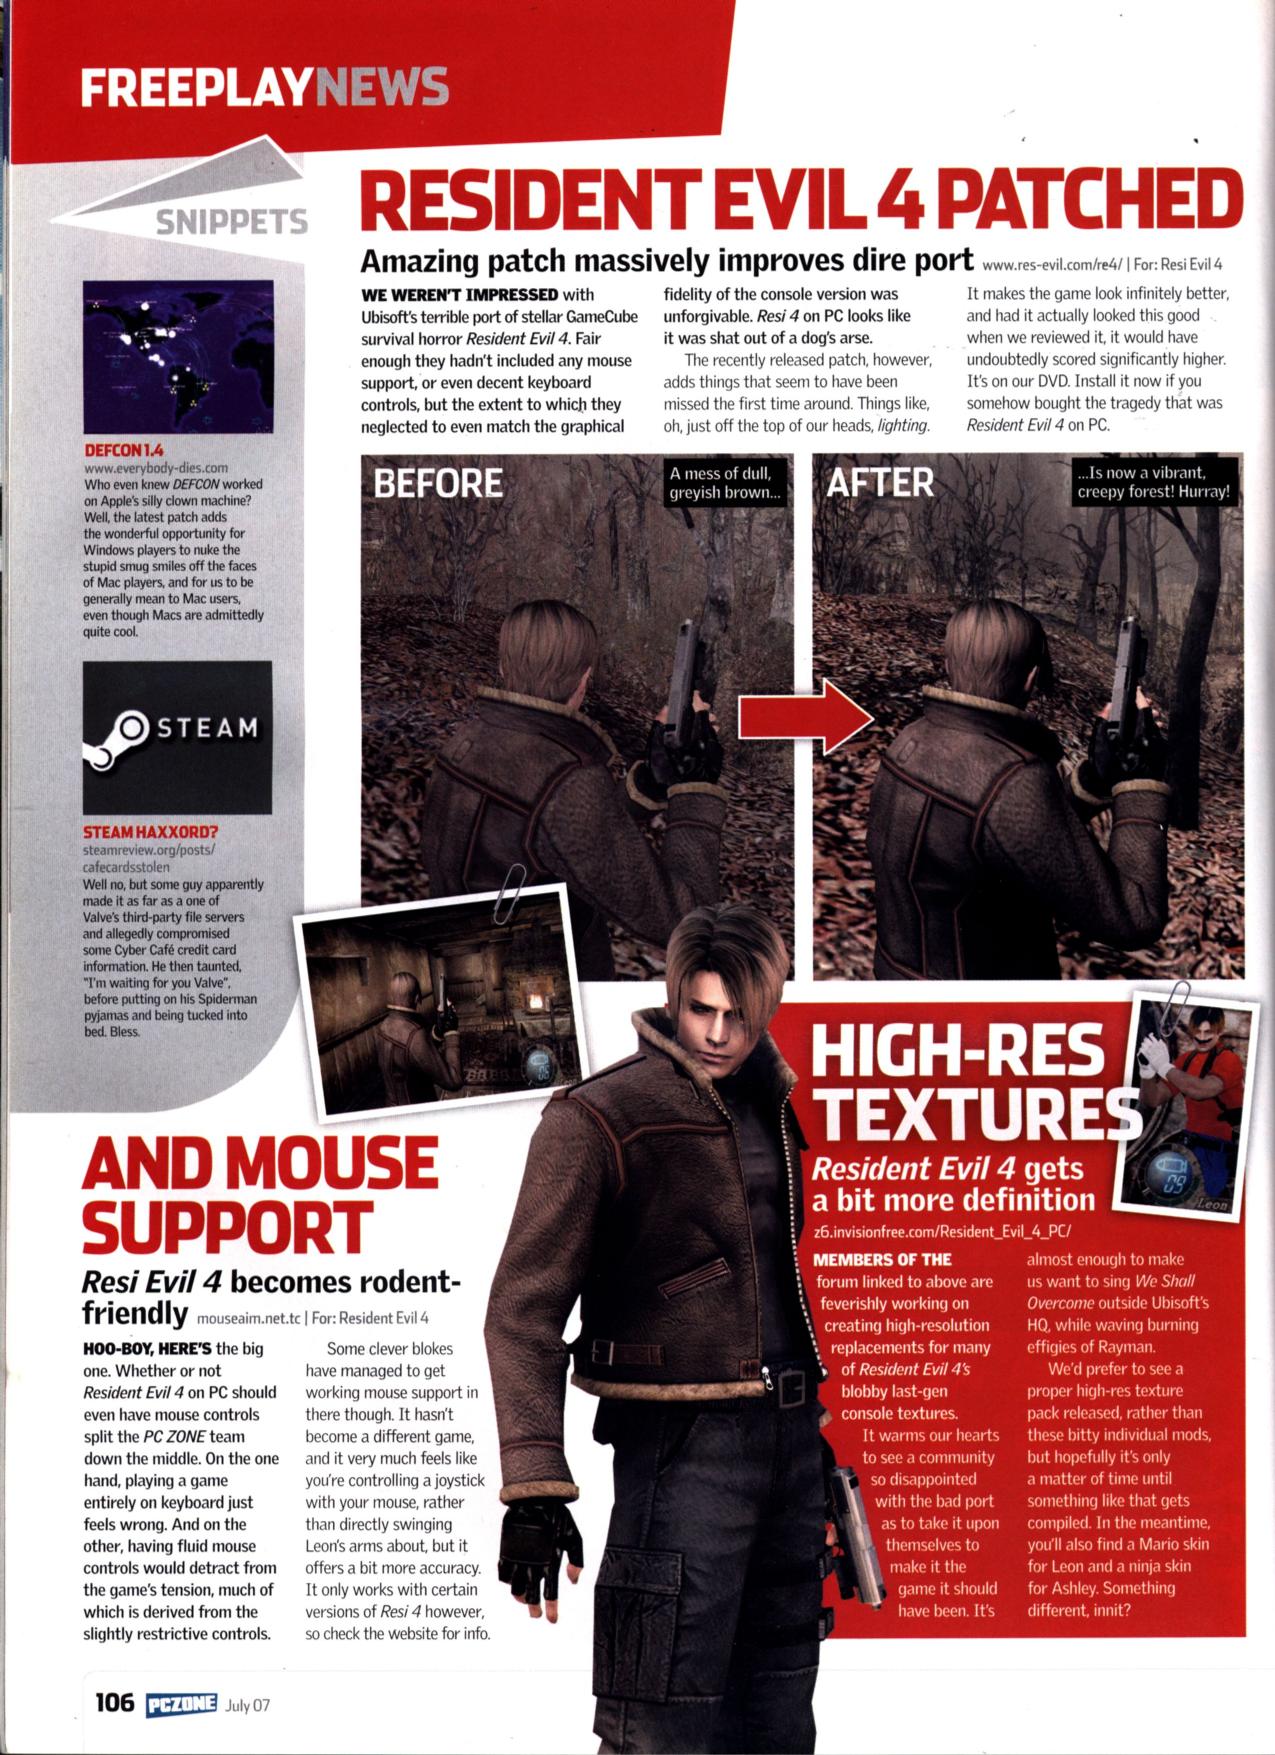 FREEPLAYNEWS
SNIPPETS
DEFCON 1.4
www.everybody-dies.com
Who even knew DEFCON worked
on Apple's silly clown machine?
Well, the latest patch adds
the wonderful opportunity for
Windows players to nuke the
stupid smug smiles off the faces
of Mac players, and for us to be
generally mean to Mac users,
even though Macs are admittedly
quite cool.
STEAM
STEAM HAXXORD?
steamreview.org/posts/
cafecardsstolen
Well no, but some guy apparently
made it as far as a one of
Valve's third-party file servers
and allegedly compromised
some Cyber Café credit card
information. He then taunted,
"I'm waiting for you Valve",
before putting on his Spiderman
pyjamas and being tucked into
bed. Bless.
RESIDENT EVIL 4 PATCHED
Amazing patch massively improves dire port www.res-evil.com/re4/ | For: Resi Evil 4
WE WEREN'T IMPRESSED with
Ubisoft's terrible port of stellar GameCube
survival horror Resident Evil 4. Fair
enough they hadn't included any mouse
support, or even decent keyboard
controls, but the extent to which they
neglected to even match the graphical
fidelity of the console version was
unforgivable. Resi 4 on PC looks like
it was shat out of a dog's arse.
The recently released patch, however,
adds things that seem to have been
missed the first time around. Things like,
oh, just off the top of our heads, lighting.
It makes the game look infinitely better,
and had it actually looked this good
when we reviewed it, it would have
undoubtedly scored significantly higher.
It's on our DVD. Install it now if you
somehow bought the tragedy that was
Resident Evil 4 on PC.
BEFORE
A mess of dull,
greyish brown...
AFTER
...Is now a vibrant,
creepy forest! Hurray!
AND MOUSE
SUPPORT
Resi Evil 4 becomes rodent-
friendly mouseaim.net.tc | For: Resident Evil 4
HOO-BOY, HERE'S the big
one. Whether or not
Resident Evil 4 on PC should
even have mouse controls
split the PC ZONE team
down the middle. On the one
hand, playing a game
entirely on keyboard just
feels wrong. And on the
other, having fluid mouse
controls would detract from
the game's tension, much of
which is derived from the
slightly restrictive controls.
Some clever blokes
have managed to get
working mouse support in
there though. It hasn't
become a different game,
and it very much feels like
you're controlling a joystick
with your mouse, rather
than directly swinging
Leon's arms about, but it
offers a bit more accuracy.
It only works with certain
versions of Resi 4 however,
so check the website for info.
HIGH-RES
TEXTURES
09
Leon
Resident Evil 4 gets
a bit more definition
z6.invisionfree.com/Resident_Evil_4_PC/
MEMBERS OF THE
forum linked to above are
feverishly working on
creating high-resolution
replacements for many
of Resident Evil 4's
blobby last-gen
console textures.
It warms our hearts
to see a community
so disappointed
with the bad port
as to take it upon
themselves to
make it the
game it should
have been. It's
almost enough to make
us want to sing We Shall
Overcome outside Ubisoft's
HQ, while waving burning
effigies of Rayman.
We'd prefer to see a
proper high-res texture
pack released, rather than
these bitty individual mods,
but hopefully it's only
a matter of time until
something like that gets
compiled. In the meantime,
you'll also find a Mario skin
for Leon and a ninja skin
for Ashley. Something
different, innit?
106 PCZONE July 07